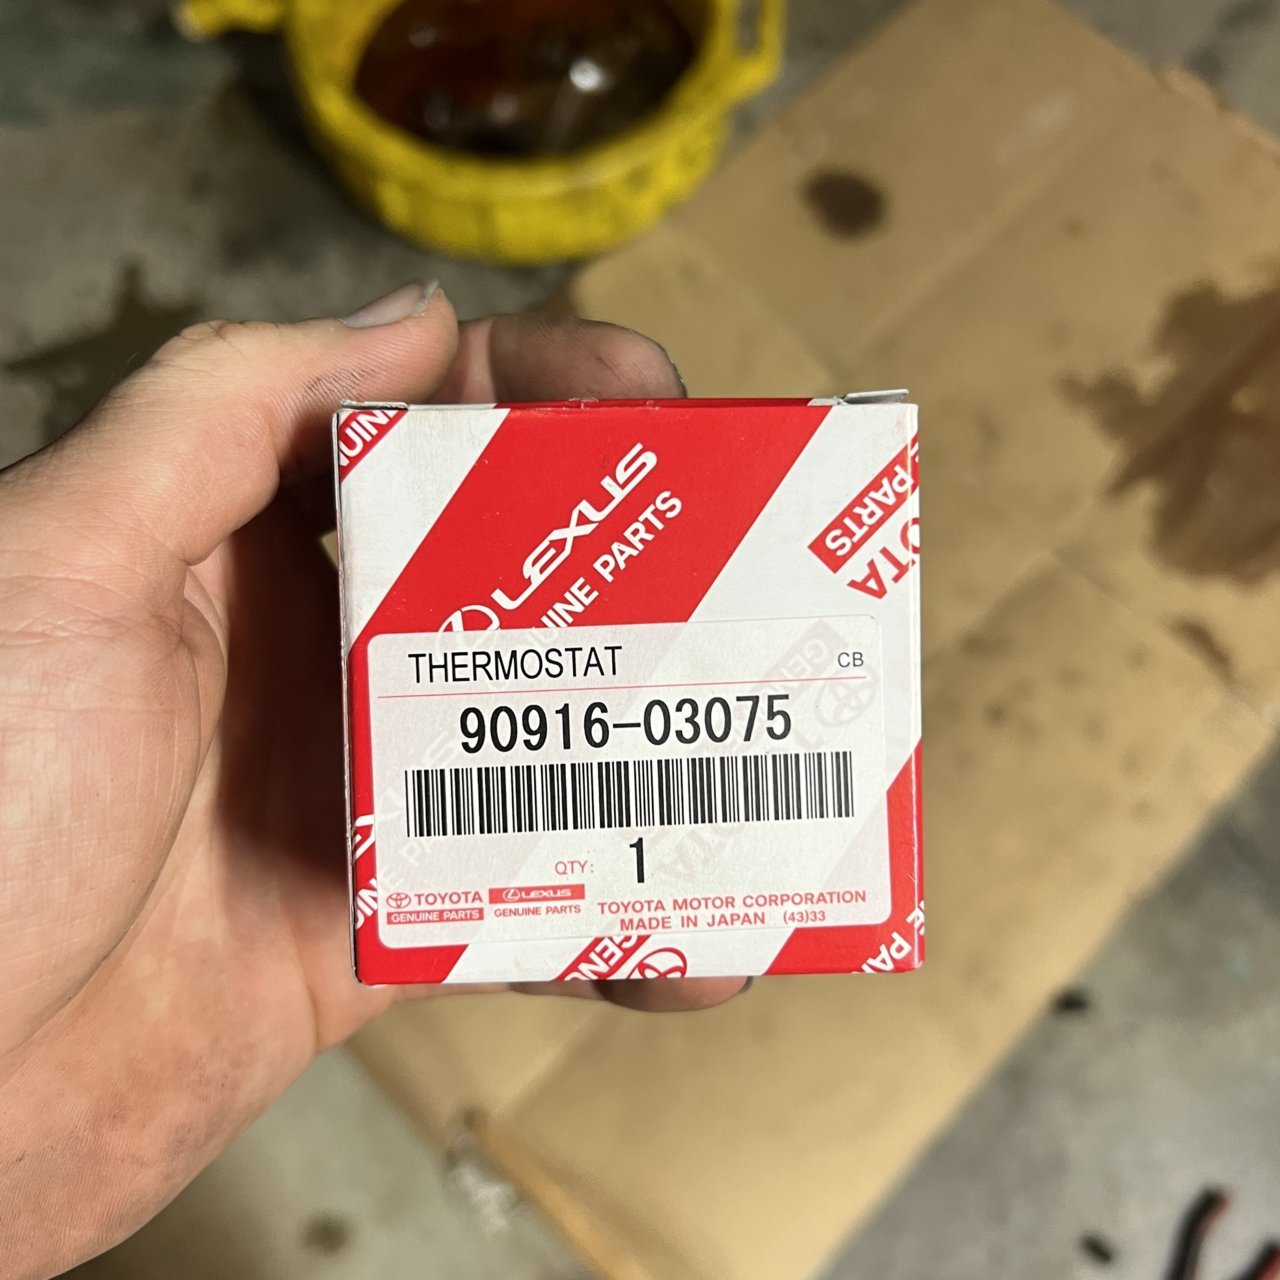 LEXUS
GENUINE PARTS
PARTS
THERMOSTAT
CB
90916-03075
QTY: 1
TOYOTA
GENUINE PARTS
LEXUS
GENUINE PARTS
TOYOTA MOTOR CORPORATION
MADE IN JAPAN (43)33